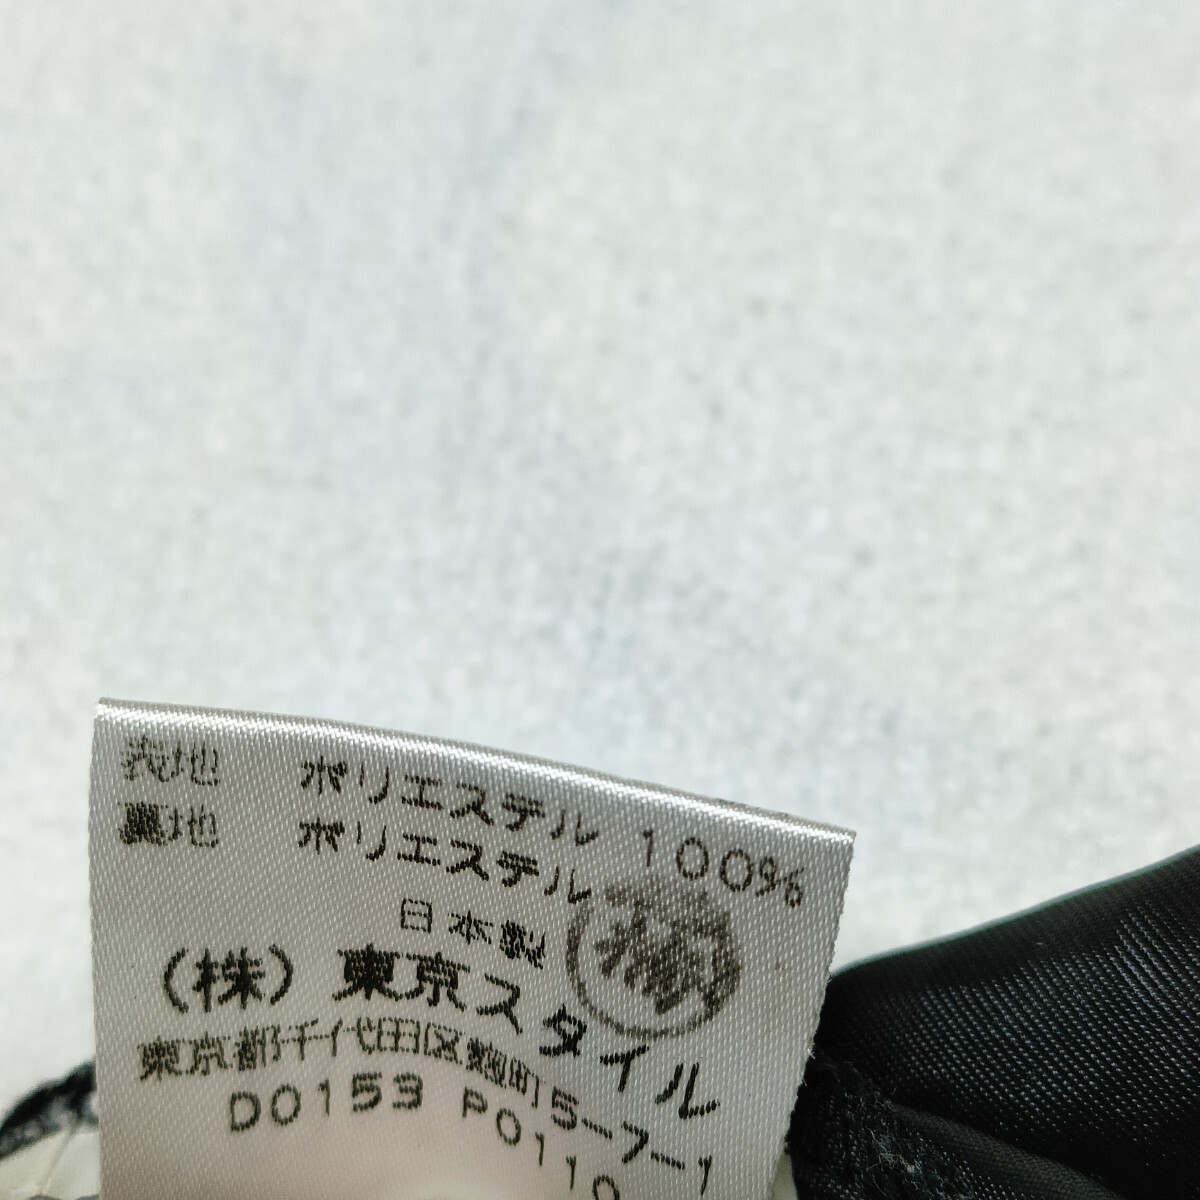 表地 ポリエステル 100%
裏地 ポリエステル
日本製
(株)東京スタイル
東京都千代田区麹町5-7-1
D0153 P0110